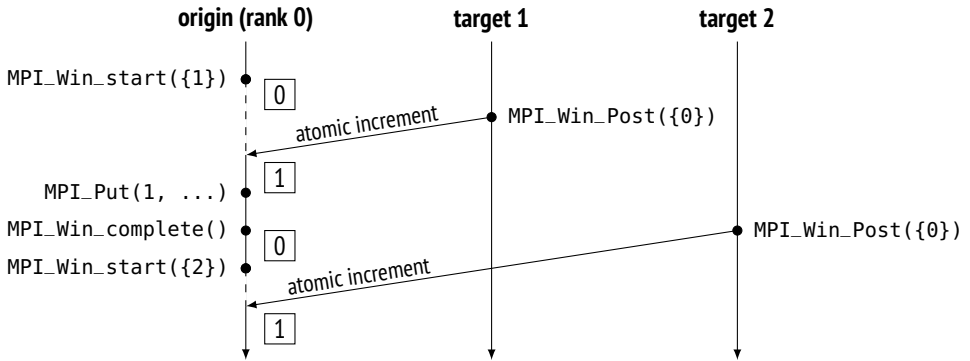 origin (rank 0) target 1 target 2
MPI_Win_start({1})
0
atomic increment MPI_Win_Post({0})
1
MPI_Put(1, ...)
MPI_Win_complete() MPI_Win_Post({0})
0
MPI_Win_start({2}) atomic increment
1